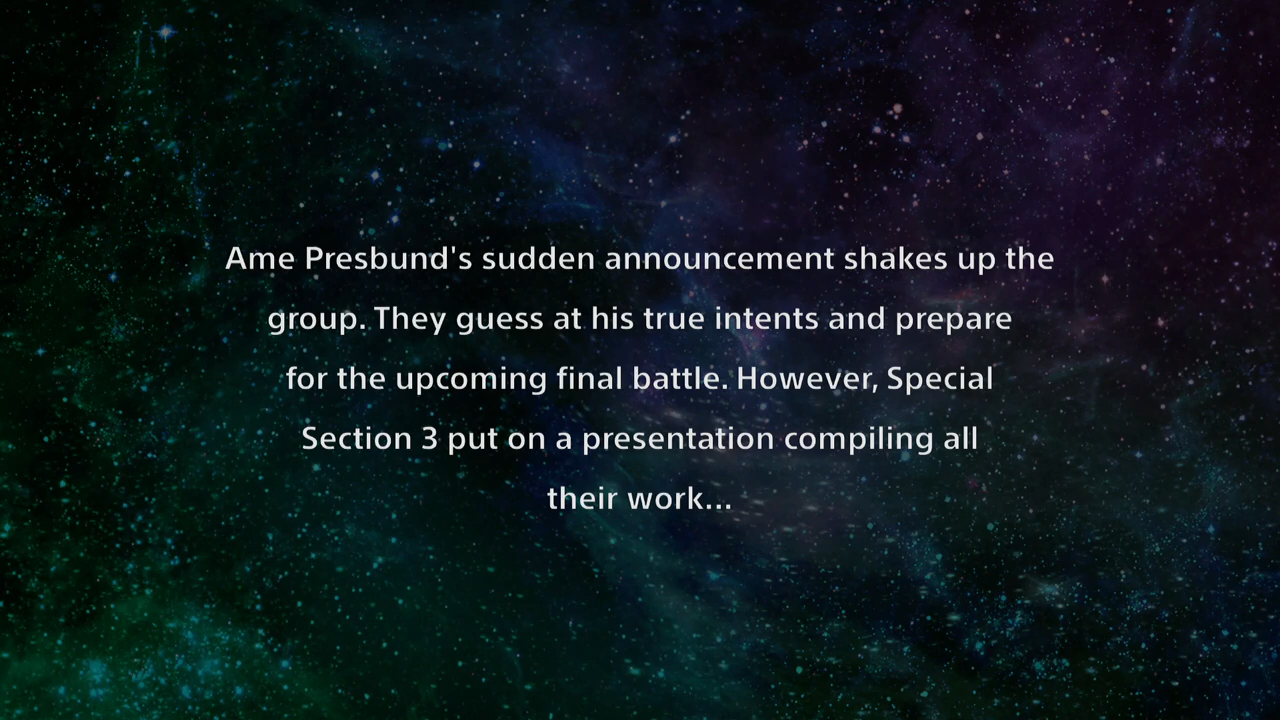 Ame Presbund's sudden announcement shakes up the
group. They guess at his true intents and prepare
for the upcoming final battle. However, Special
Section 3 put on a presentation compiling all
their work...